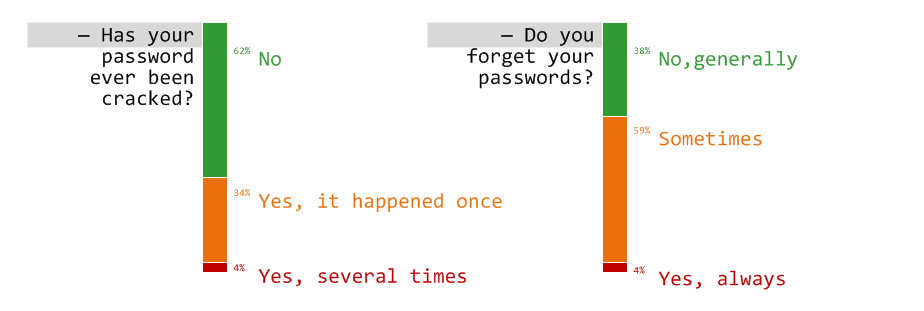 — Has your
password
ever been
cracked?
62%
No
34%
Yes, it happened once
4%
Yes, several times
— Do you
forget your
passwords?
38%
No,generally
59%
Sometimes
4%
Yes, always